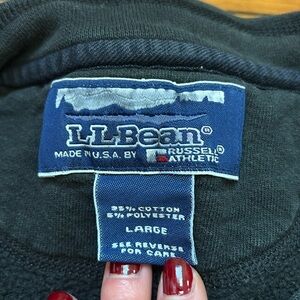 L.L.Bean®
MADE IN U.S.A. BY RUSSELL® ATHLETIC
95% COTTON
5% POLYESTER
LARGE
SEE REVERSE
FOR CARE